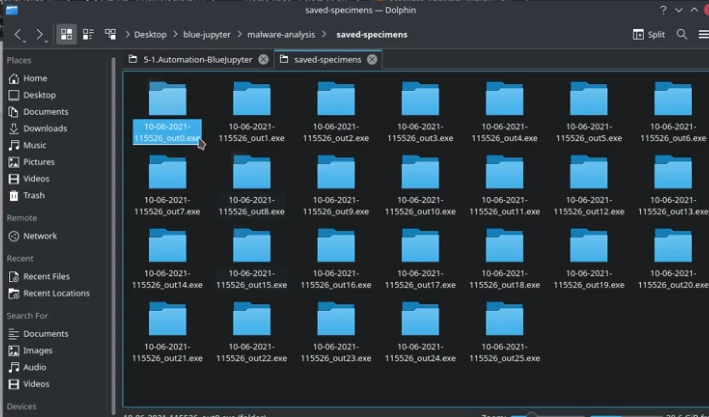 saved-specimens — Dolphin
Desktop
blue-jupyter
malware-analysis
saved-specimens
Split
Places
5-1.Automation-BlueJupyter
saved-specimens
Home
Desktop
Documents
Downloads
Music
Pictures
Videos
Trash
Remote
Network
Recent
Recent Files
Recent Locations
Search For
Documents
Images
Audio
Videos
Devices
10-06-2021-
115526_out0.exe
10-06-2021-
115526_out1.exe
10-06-2021-
115526_out2.exe
10-06-2021-
115526_out3.exe
10-06-2021-
115526_out4.exe
10-06-2021-
115526_out5.exe
10-06-2021-
115526_out6.exe
10-06-2021-
115526_out7.exe
10-06-2021-
115526_out8.exe
10-06-2021-
115526_out9.exe
10-06-2021-
115526_out10.exe
10-06-2021-
115526_out11.exe
10-06-2021-
115526_out12.exe
10-06-2021-
115526_out13.exe
10-06-2021-
115526_out14.exe
10-06-2021-
115526_out15.exe
10-06-2021-
115526_out16.exe
10-06-2021-
115526_out17.exe
10-06-2021-
115526_out18.exe
10-06-2021-
115526_out19.exe
10-06-2021-
115526_out20.exe
10-06-2021-
115526_out21.exe
10-06-2021-
115526_out22.exe
10-06-2021-
115526_out23.exe
10-06-2021-
115526_out24.exe
10-06-2021-
115526_out25.exe